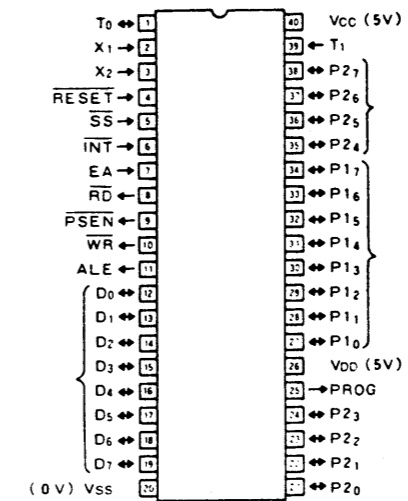 T0 ↔ 1
X1 → 2
X2 → 3
RESET → 4
SS → 5
INT → 6
EA → 7
RD ← 8
PSEN ← 9
WR ← 10
ALE ← 11
D0 ↔ 12
D1 ↔ 13
D2 ↔ 14
D3 ↔ 15
D4 ↔ 16
D5 ↔ 17
D6 ↔ 18
D7 ↔ 19
(0V) VSS 20
40 VCC (5V)
39 ← T1
38 ↔ P27
37 ↔ P26
36 ↔ P25
35 ↔ P24
34 ↔ P17
33 ↔ P16
32 ↔ P15
31 ↔ P14
30 ↔ P13
29 ↔ P12
28 ↔ P11
27 ↔ P10
26 VDD (5V)
25 → PROG
24 ↔ P23
23 ↔ P22
22 ↔ P21
21 ↔ P20